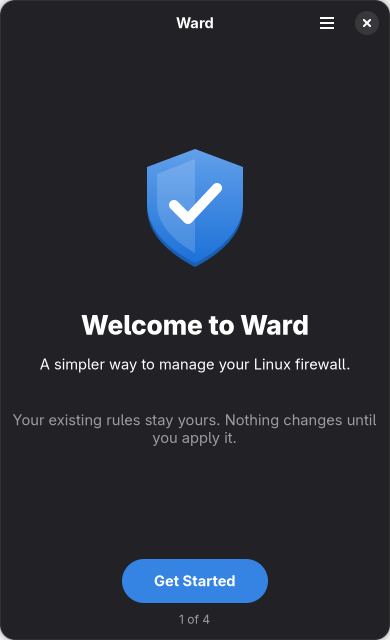 Ward
Welcome to Ward
A simpler way to manage your Linux firewall.
Your existing rules stay yours. Nothing changes until
you apply it.
Get Started
1 of 4